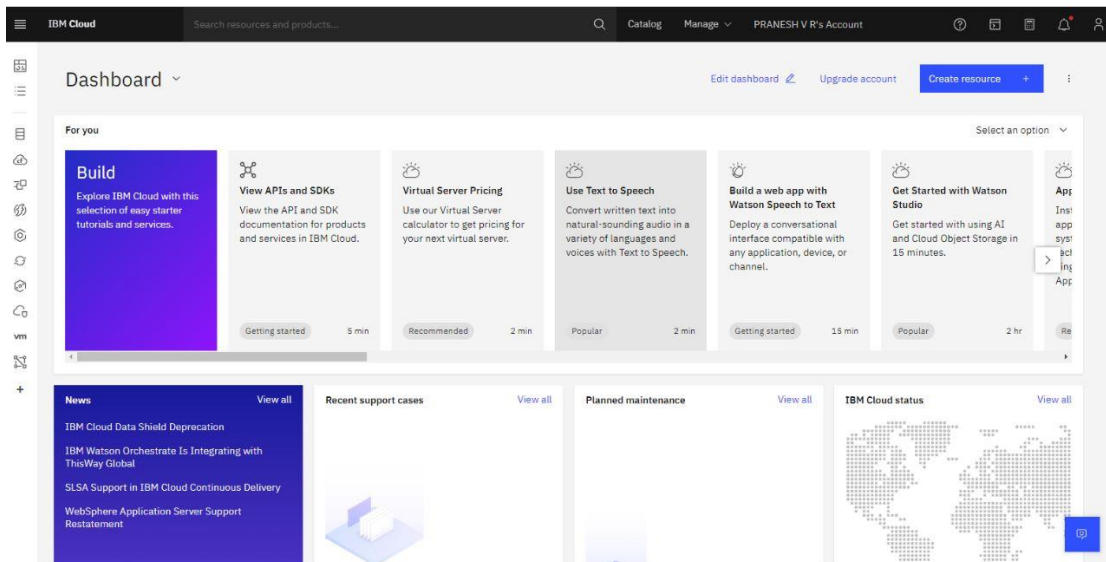 IBM Cloud
Search resources and products...
Catalog
Manage
PRANESH V R's Account
Dashboard
Edit dashboard
Upgrade account
Create resource +
For you
Select an option
Build
Explore IBM Cloud with this
selection of easy starter
tutorials and services.
View APIs and SDKs
View the API and SDK
documentation for products
and services in IBM Cloud.
Getting started
5 min
Virtual Server Pricing
Use our Virtual Server
calculator to get pricing for
your next virtual server.
Recommended
2 min
Use Text to Speech
Convert written text into
natural-sounding audio in a
variety of languages and
voices with Text to Speech.
Popular
2 min
Build a web app with
Watson Speech to Text
Deploy a conversational
interface compatible with
any application, device, or
channel.
Getting started
15 min
Get Started with Watson
Studio
Get started with using AI
and Cloud Object Storage in
15 minutes.
Popular
2 hr
App
Inst
app
syst
ing
App
Re
vm
News
View all
IBM Cloud Data Shield Deprecation
IBM Watson Orchestrate Is Integrating with
ThisWay Global
SLSA Support in IBM Cloud Continuous Delivery
WebSphere Application Server Support
Restatement
Recent support cases
View all
Planned maintenance
View all
IBM Cloud status
View all